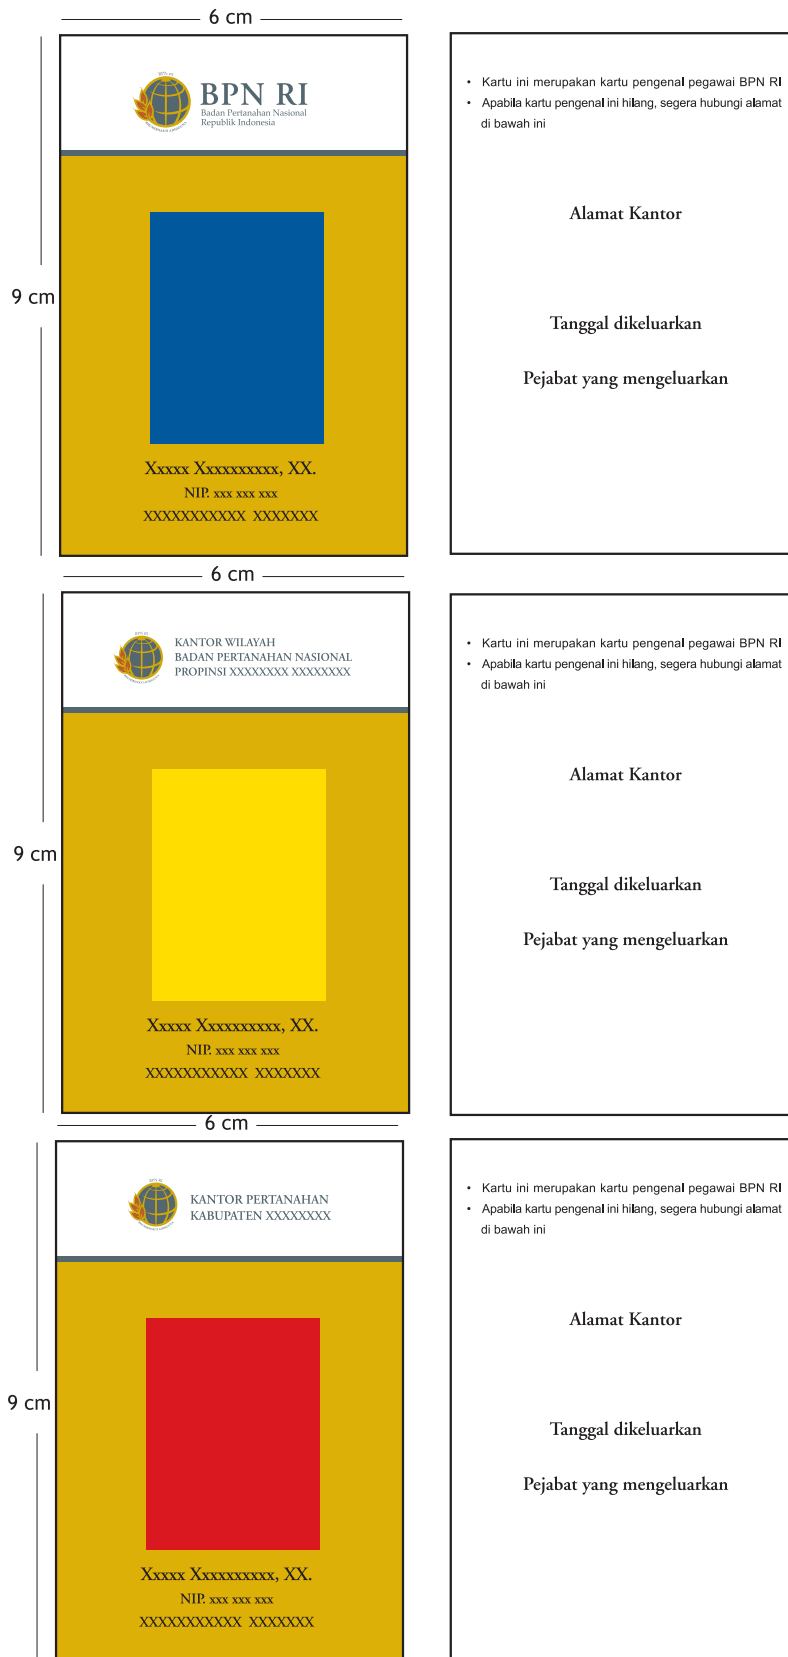 6 cm
9 cm
BPN RI
BPN RI
Badan Pertanahan Nasional
Republik Indonesia
Xxxxx Xxxxxxxxxx, XX.
NIP. xxx xxx xxx
XXXXXXXXXXX XXXXXXX
• Kartu ini merupakan kartu pengenal pegawai BPN RI
• Apabila kartu pengenal ini hilang, segera hubungi alamat
di bawah ini
Alamat Kantor
Tanggal dikeluarkan
Pejabat yang mengeluarkan
6 cm
9 cm
BPN RI
KANTOR WILAYAH
BADAN PERTANAHAN NASIONAL
PROPINSI XXXXXXXX XXXXXXXX
Xxxxx Xxxxxxxxxx, XX.
NIP. xxx xxx xxx
XXXXXXXXXXX XXXXXXX
• Kartu ini merupakan kartu pengenal pegawai BPN RI
• Apabila kartu pengenal ini hilang, segera hubungi alamat
di bawah ini
Alamat Kantor
Tanggal dikeluarkan
Pejabat yang mengeluarkan
6 cm
9 cm
BPN RI
KANTOR PERTANAHAN
KABUPATEN XXXXXXXX
Xxxxx Xxxxxxxxxx, XX.
NIP. xxx xxx xxx
XXXXXXXXXXX XXXXXXX
• Kartu ini merupakan kartu pengenal pegawai BPN RI
• Apabila kartu pengenal ini hilang, segera hubungi alamat
di bawah ini
Alamat Kantor
Tanggal dikeluarkan
Pejabat yang mengeluarkan